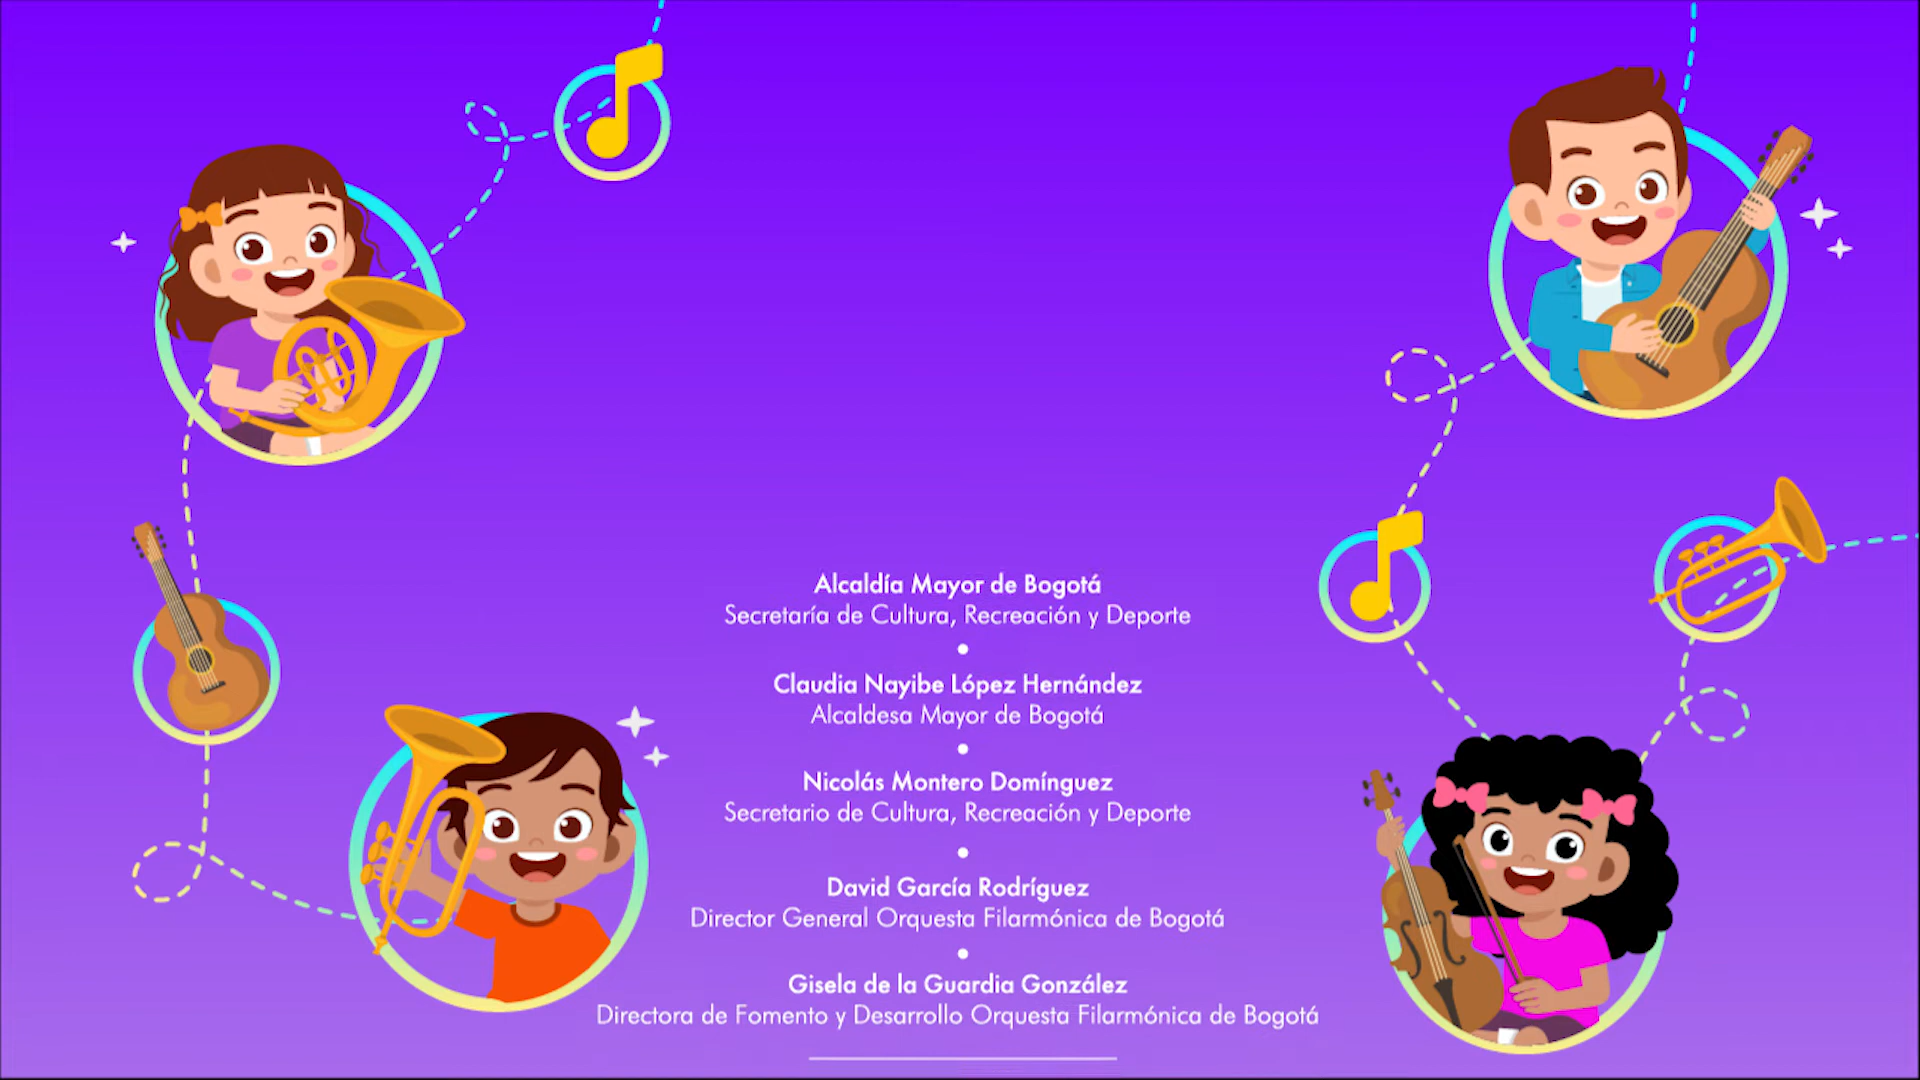 Alcaldía Mayor de Bogotá
Secretaría de Cultura, Recreación y Deporte
Claudia Nayibe López Hernández
Alcaldesa Mayor de Bogotá
Nicolás Montero Domínguez
Secretario de Cultura, Recreación y Deporte
David García Rodríguez
Director General Orquesta Filarmónica de Bogotá
Gisela de la Guardia González
Directora de Fomento y Desarrollo Orquesta Filarmónica de Bogotá